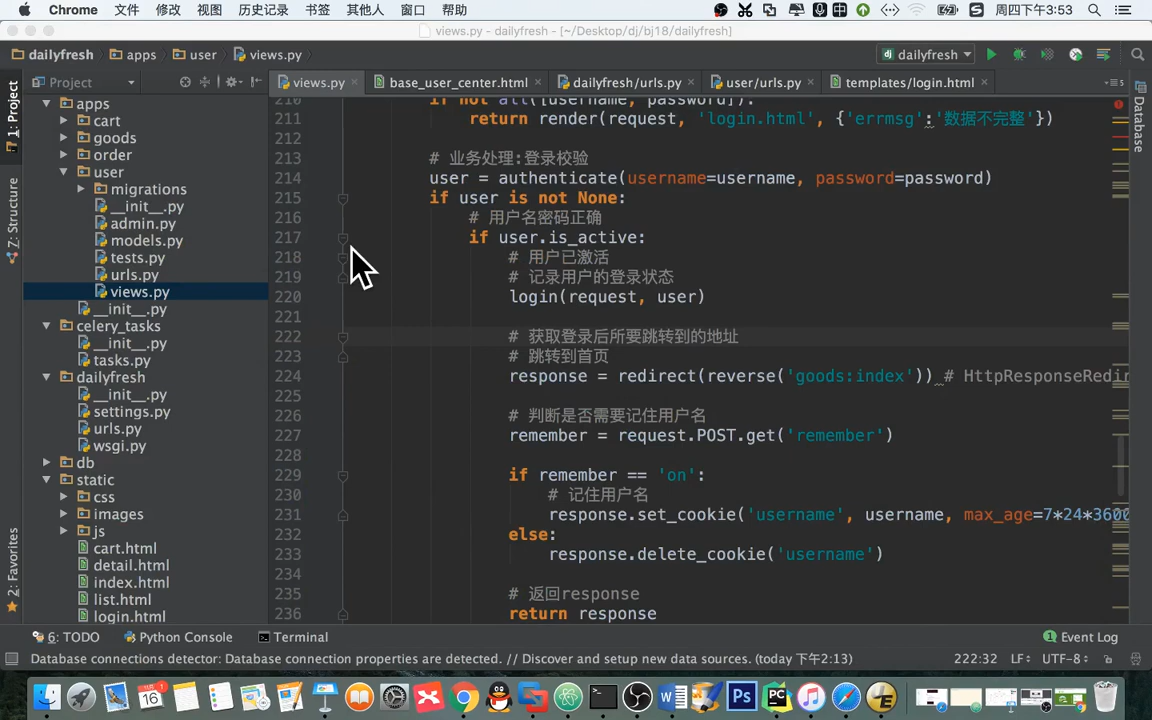 Chrome 文件 修改 视图 历史记录 书签 其他人 窗口 帮助 周四下午3:53
views.py - dailyfresh - [~/Desktop/dj/bj18/dailyfresh]
dailyfresh apps user views.py dailyfresh
Project views.py base_user_center.html dailyfresh/urls.py user/urls.py templates/login.html
1: Project
7: Structure
2: Favorites
Database
apps
cart
goods
order
user
migrations
__init__.py
admin.py
models.py
tests.py
urls.py
views.py
__init__.py
celery_tasks
__init__.py
tasks.py
dailyfresh
__init__.py
settings.py
urls.py
wsgi.py
db
static
css
images
js
cart.html
detail.html
index.html
list.html
login.html
210 if not all([username, password]):
211 return render(request, 'login.html', {'errmsg':'数据不完整'})
212
213 # 业务处理:登录校验
214 user = authenticate(username=username, password=password)
215 if user is not None:
216 # 用户名密码正确
217 if user.is_active:
218 # 用户已激活
219 # 记录用户的登录状态
220 login(request, user)
221
222 # 获取登录后所要跳转到的地址
223 # 跳转到首页
224 response = redirect(reverse('goods:index')) # HttpResponseRedir
225
226 # 判断是否需要记住用户名
227 remember = request.POST.get('remember')
228
229 if remember == 'on':
230 # 记住用户名
231 response.set_cookie('username', username, max_age=7*24*3600
232 else:
233 response.delete_cookie('username')
234
235 # 返回response
236 return response
6: TODO Python Console Terminal 1 Event Log
Database connections detector: Database connection properties are detected. // Discover and setup new data sources. (today 下午2:13) 222:32 LF÷ UTF-8÷